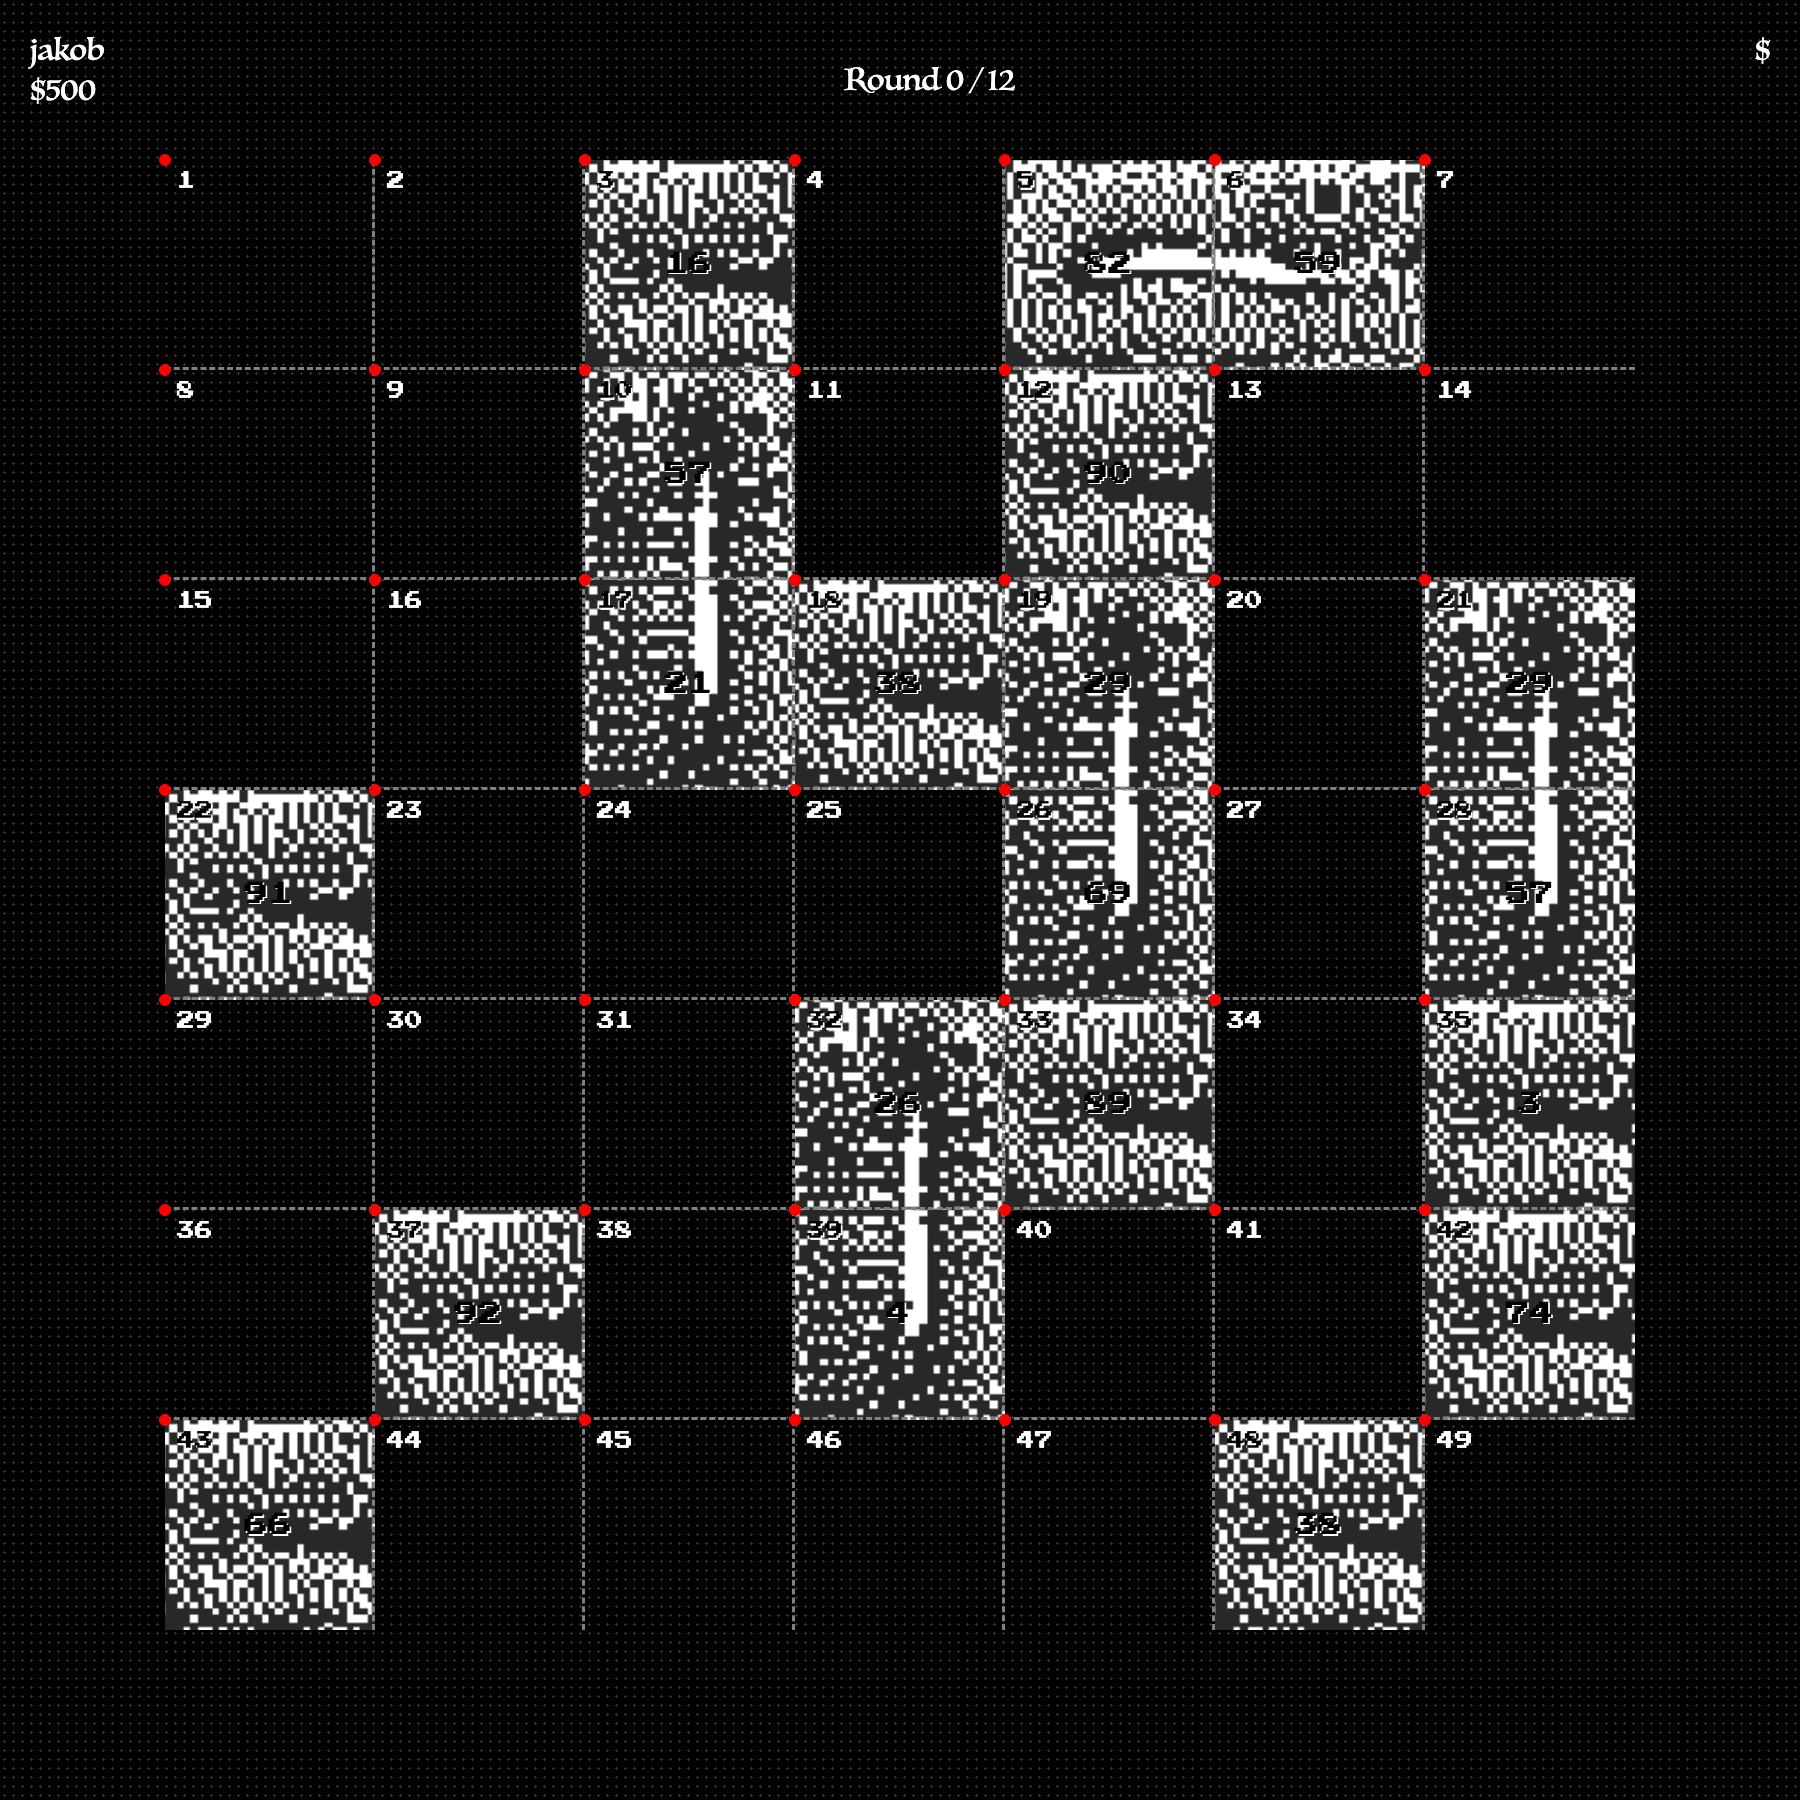 jakob $
$500
Round 0/12
1 2 3 4 5 6 7
16 82 59
8 9 10 11 12 13 14
57 90
15 16 17 18 19 20 21
21 38 29 29
22 23 24 25 26 27 28
91 69 57
29 30 31 32 33 34 35
26 89 3
36 37 38 39 40 41 42
92 4 74
43 44 45 46 47 48 49
66 38